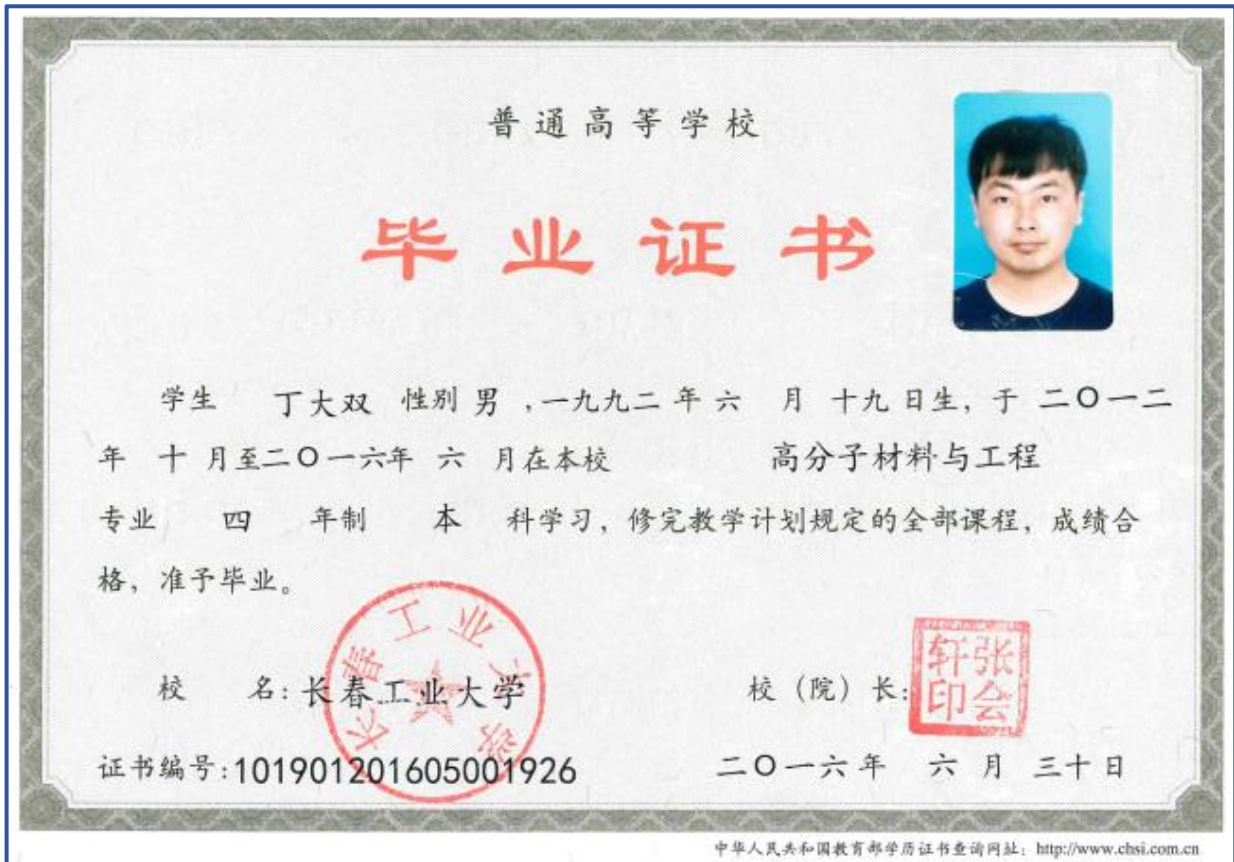 普通高等学校
毕业证书
学生 丁大双 性别 男 ,一九九二 年 六 月 十九 日生, 于 二〇一二
年 十 月至二〇一六年 六 月在本校 高分子材料与工程
专业 四 年制 本 科学习, 修完教学计划规定的全部课程, 成绩合
格, 准予毕业。
长春工业大学
张会轩印
校 名: 长春工业大学 校 (院) 长:
证书编号:101901201605001926 二〇一六年 六 月 三十 日
中华人民共和国教育部学历证书查询网址: http://www.chsi.com.cn